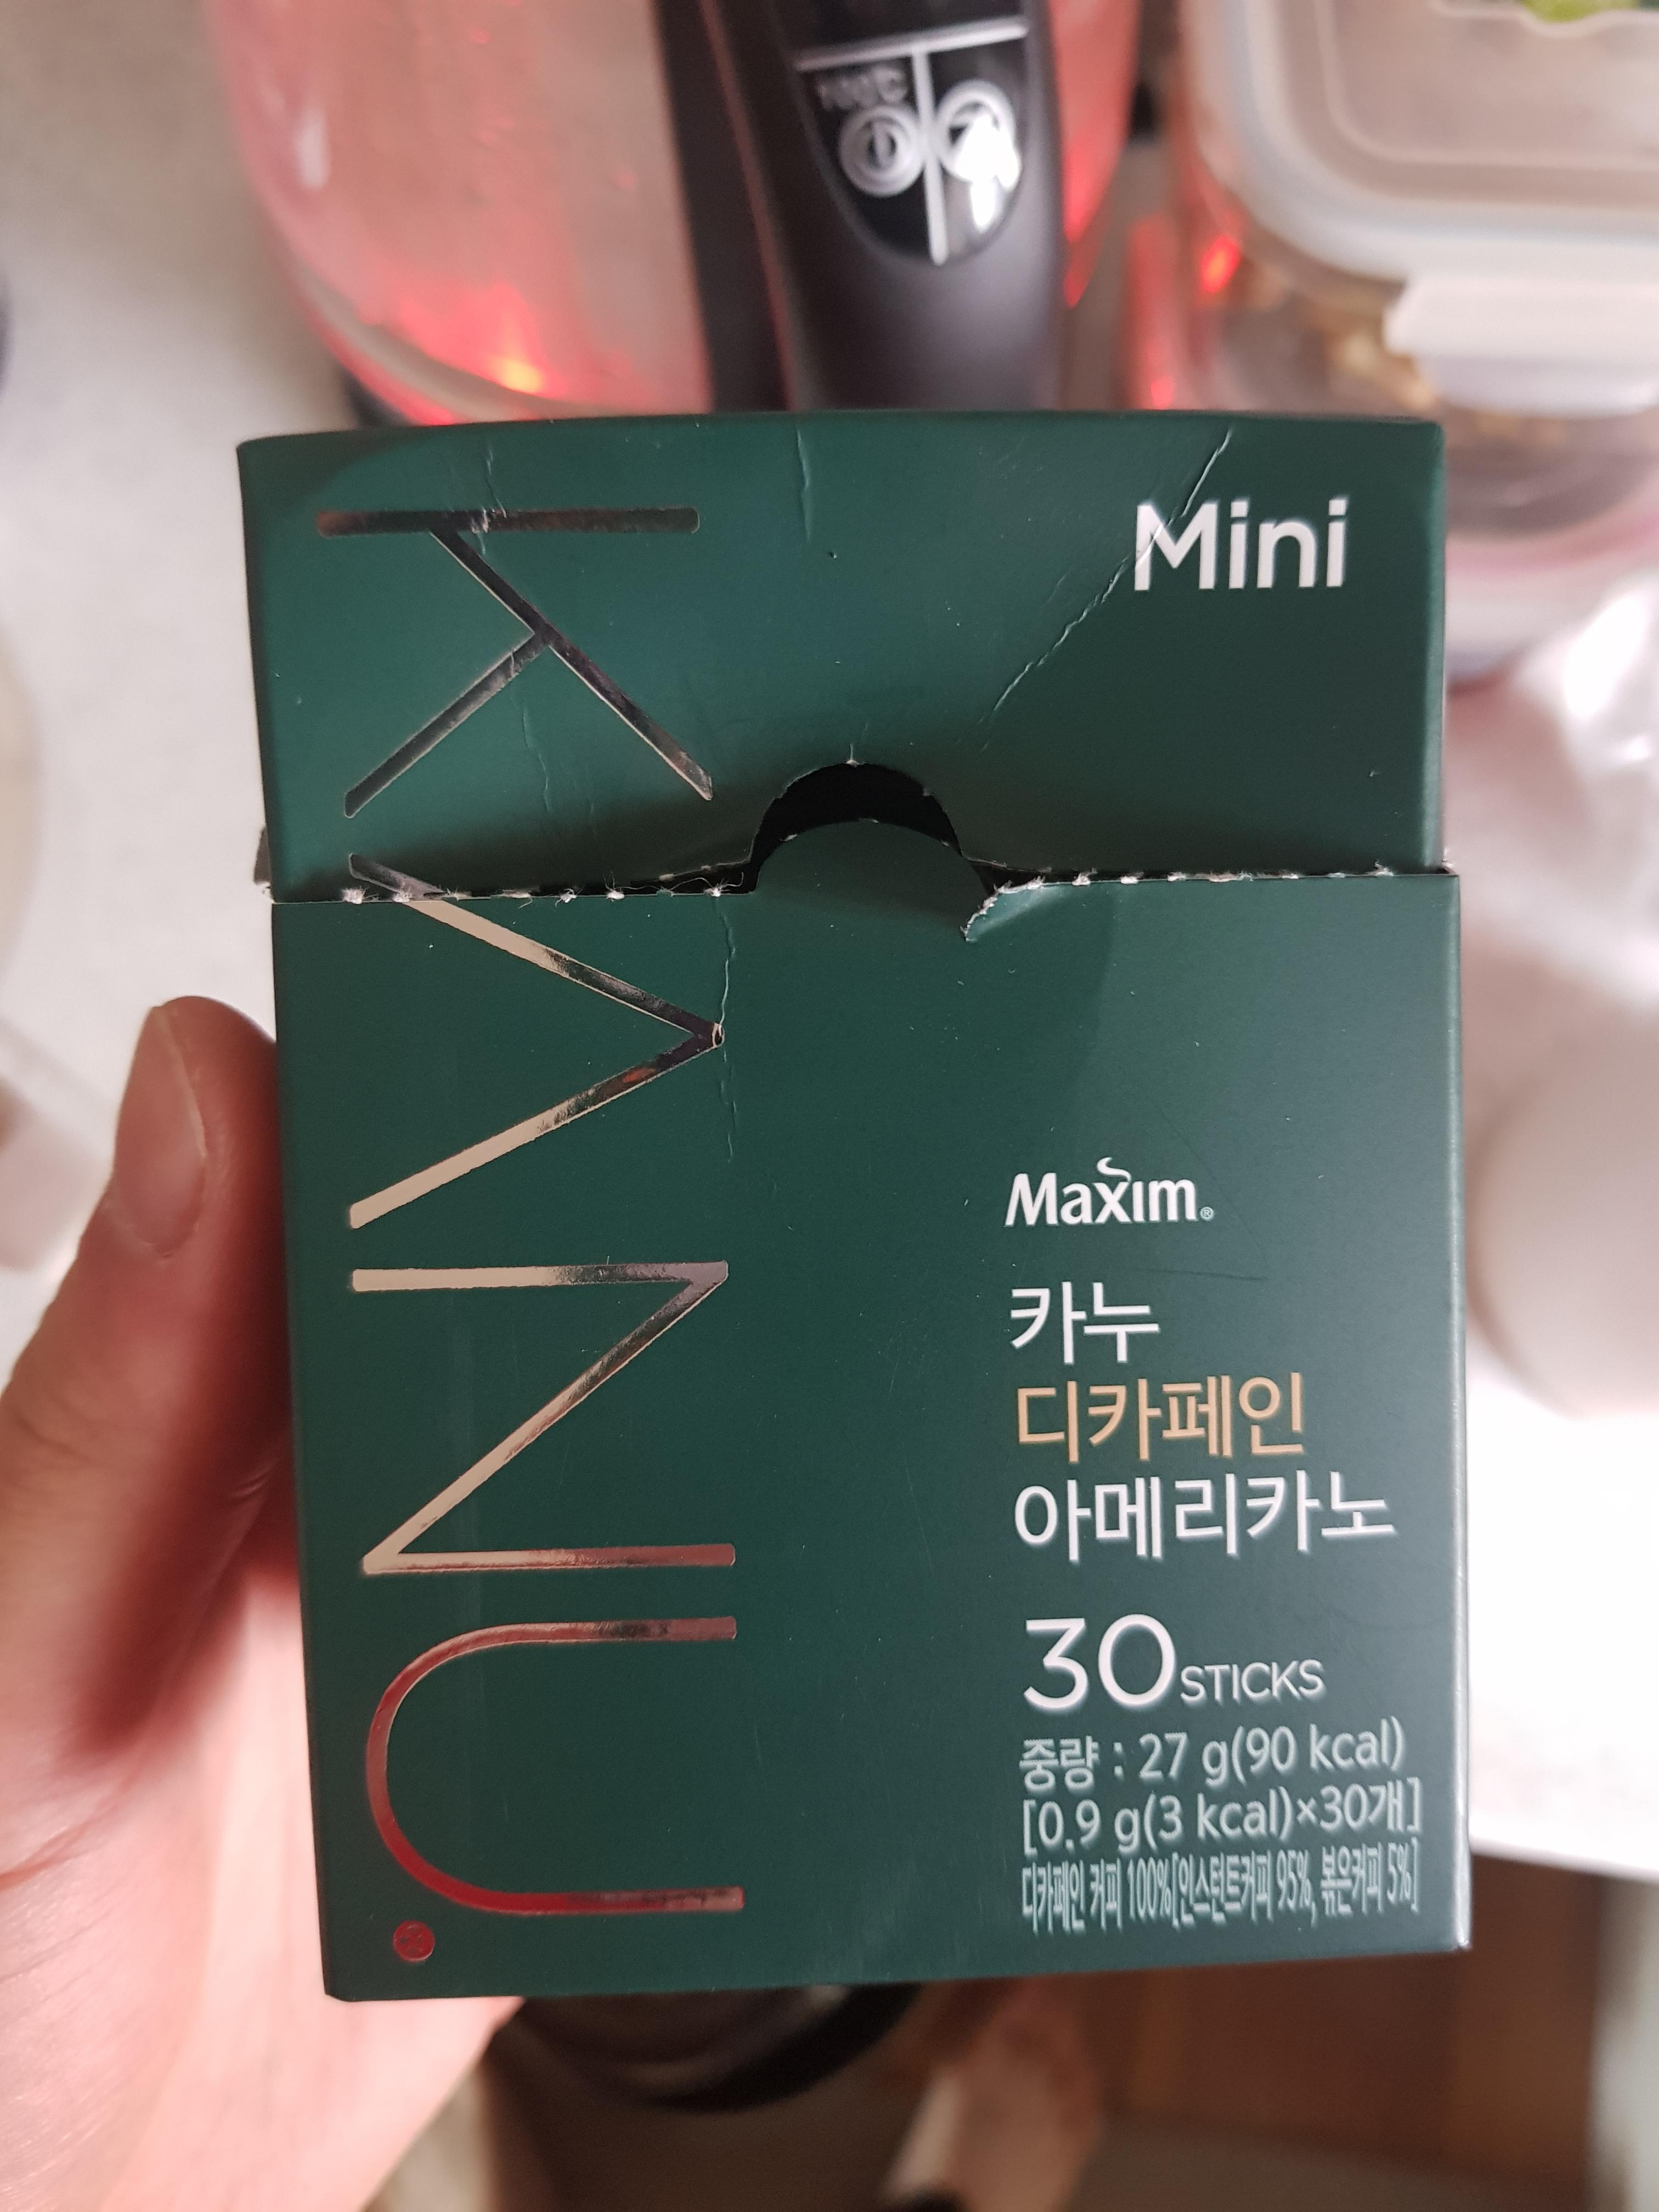 100℃
Mini
KANU
Maxim®
카누
디카페인
아메리카노
30 STICKS
중량 : 27 g(90 kcal)
[0.9 g(3 kcal)×30개]
디카페인 커피 100%[인스턴트커피 95%, 볶은커피 5%]